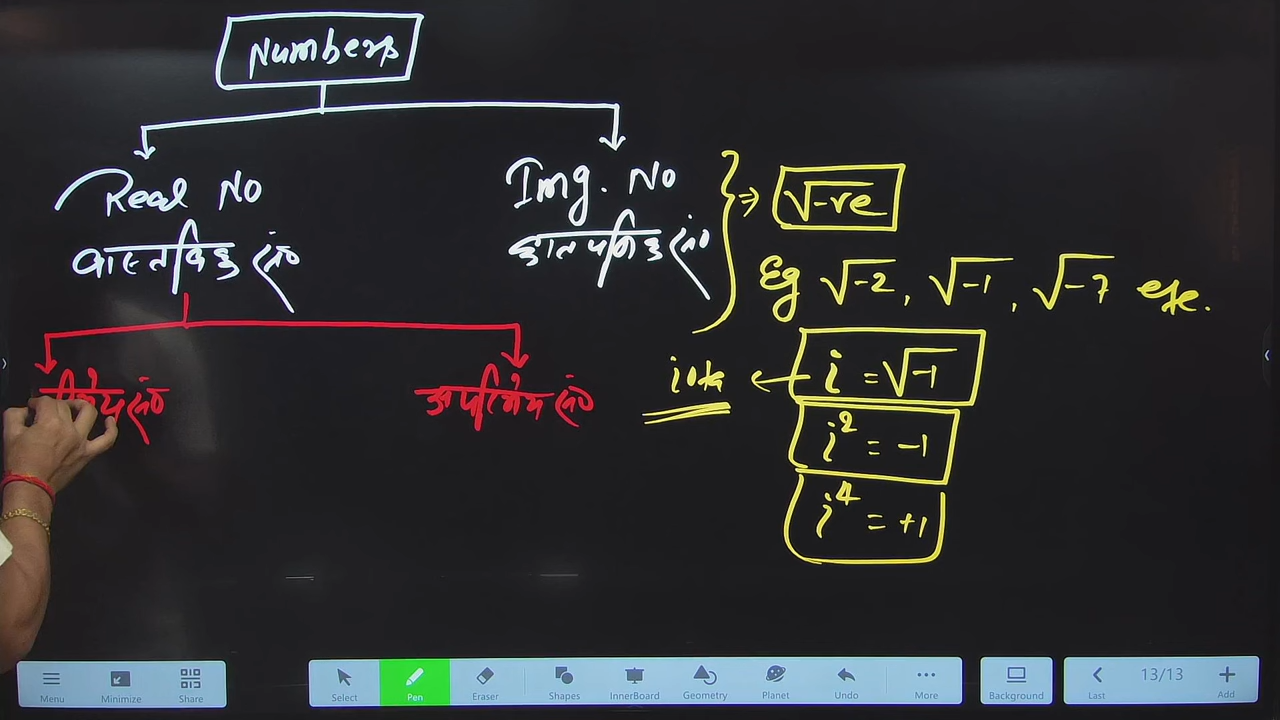 Numbers
Real No
वास्तविक सं०
Img. No
काल्पनिक सं०
⇒ √-ve
Eg √-2, √-1, √-7 etc.
iota ← i = √-1
i² = -1
i⁴ = +1
सं०
अपरिमेय सं०
Menu
Minimize
Share
Select
Pen
Eraser
Shapes
InnerBoard
Geometry
Planet
Undo
More
Background
Last
13/13
Add